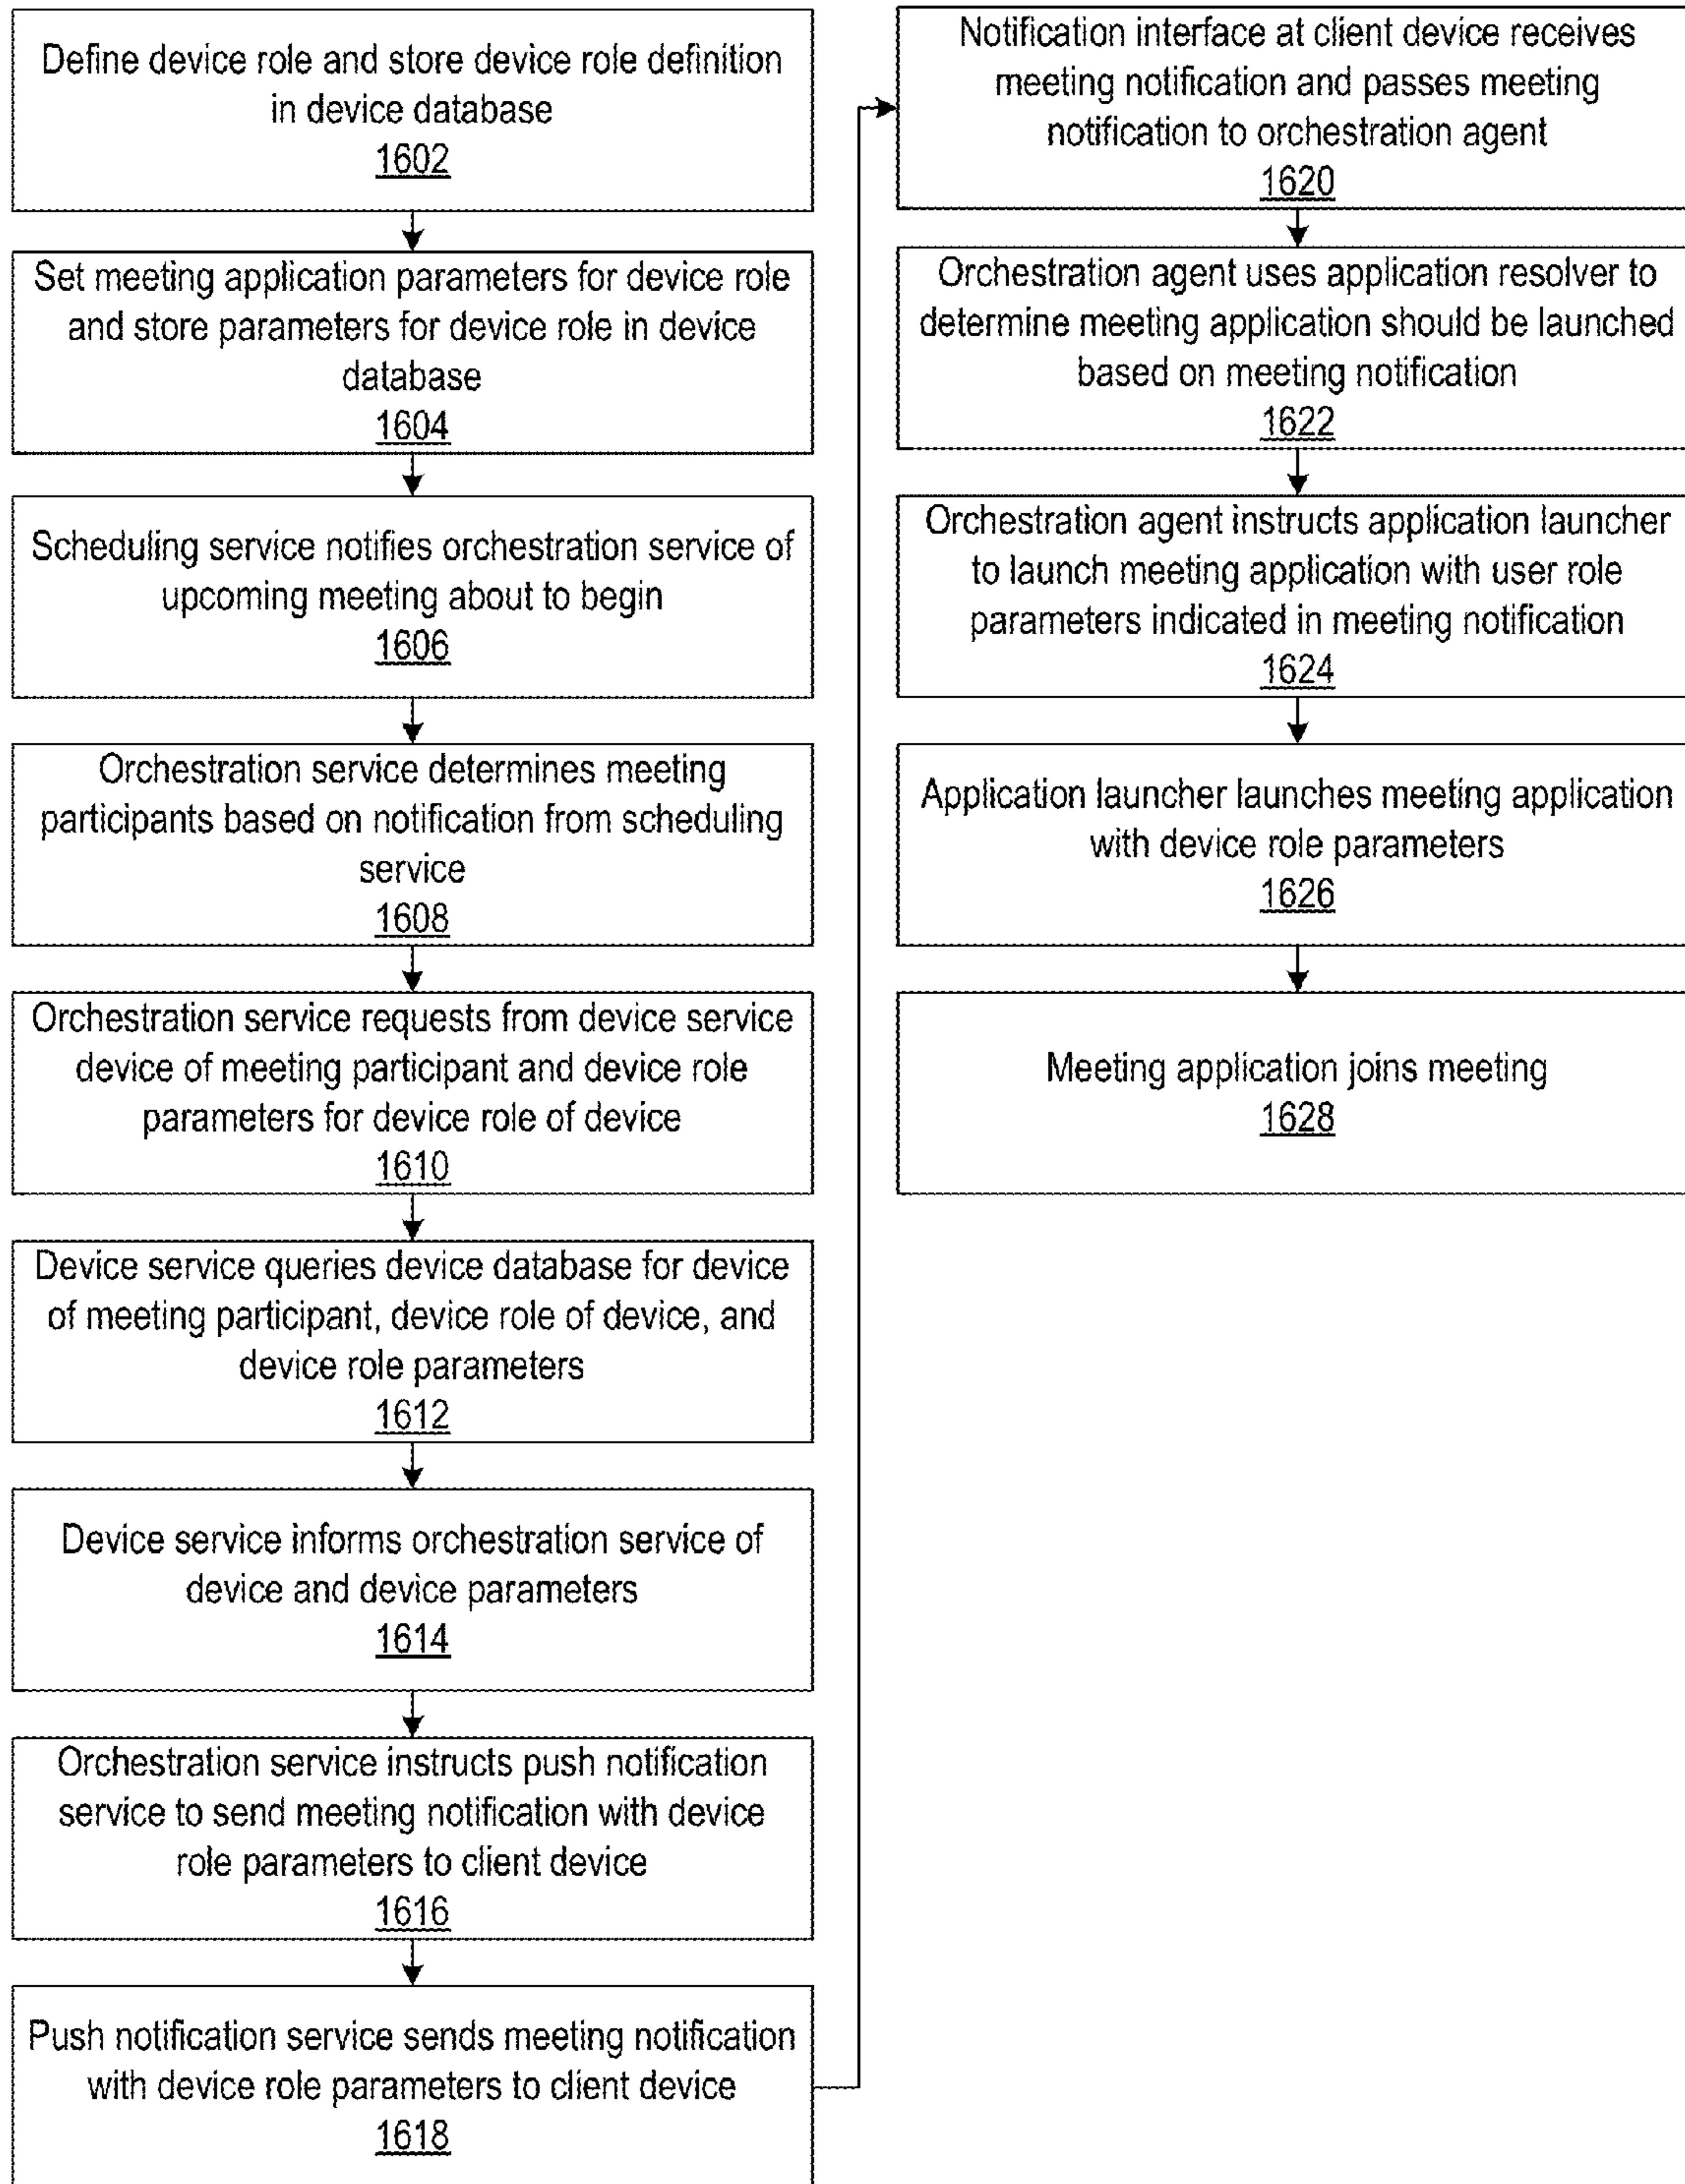 Define device role and store device role definition
in device database
1602
Set meeting application parameters for device role
and store parameters for device role in device
database
1604
Scheduling service notifies orchestration service of
upcoming meeting about to begin
1606
Orchestration service determines meeting
participants based on notification from scheduling
service
1608
Orchestration service requests from device service
device of meeting participant and device role
parameters for device role of device
1610
Device service queries device database for device
of meeting participant, device role of device, and
device role parameters
1612
Device service informs orchestration service of
device and device parameters
1614
Orchestration service instructs push notification
service to send meeting notification with device
role parameters to client device
1616
Push notification service sends meeting notification
with device role parameters to client device
1618
Notification interface at client device receives
meeting notification and passes meeting
notification to orchestration agent
1620
Orchestration agent uses application resolver to
determine meeting application should be launched
based on meeting notification
1622
Orchestration agent instructs application launcher
to launch meeting application with user role
parameters indicated in meeting notification
1624
Application launcher launches meeting application
with device role parameters
1626
Meeting application joins meeting
1628